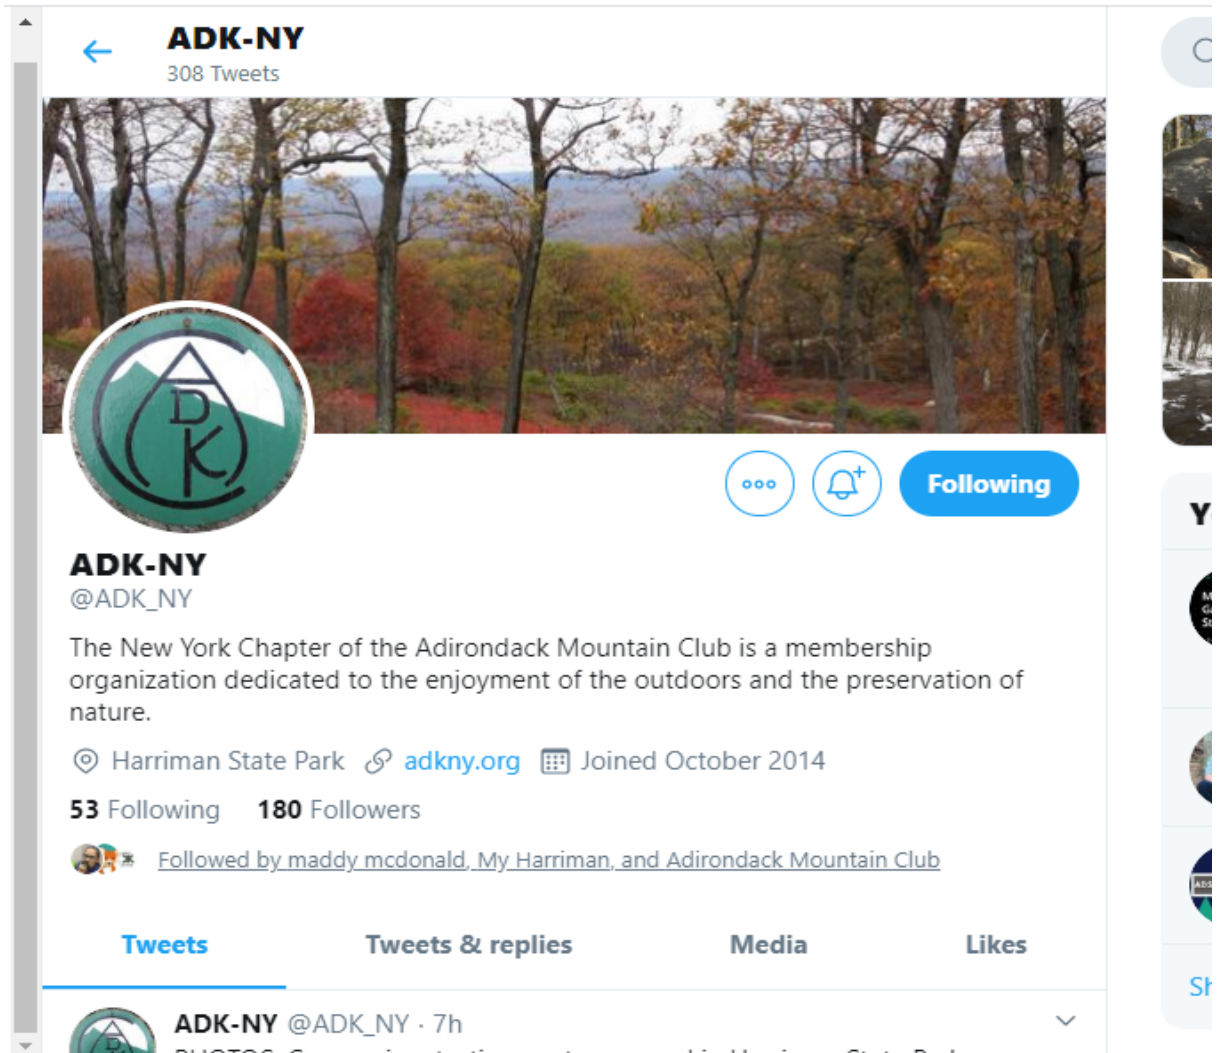 ADK-NY
308 Tweets
ADK
Following
ADK-NY
@ADK_NY
The New York Chapter of the Adirondack Mountain Club is a membership
organization dedicated to the enjoyment of the outdoors and the preservation of
nature.
Harriman State Park adkny.org Joined October 2014
53 Following 180 Followers
Followed by maddy mcdonald, My Harriman, and Adirondack Mountain Club
Tweets Tweets & replies Media Likes
ADK-NY @ADK_NY · 7h